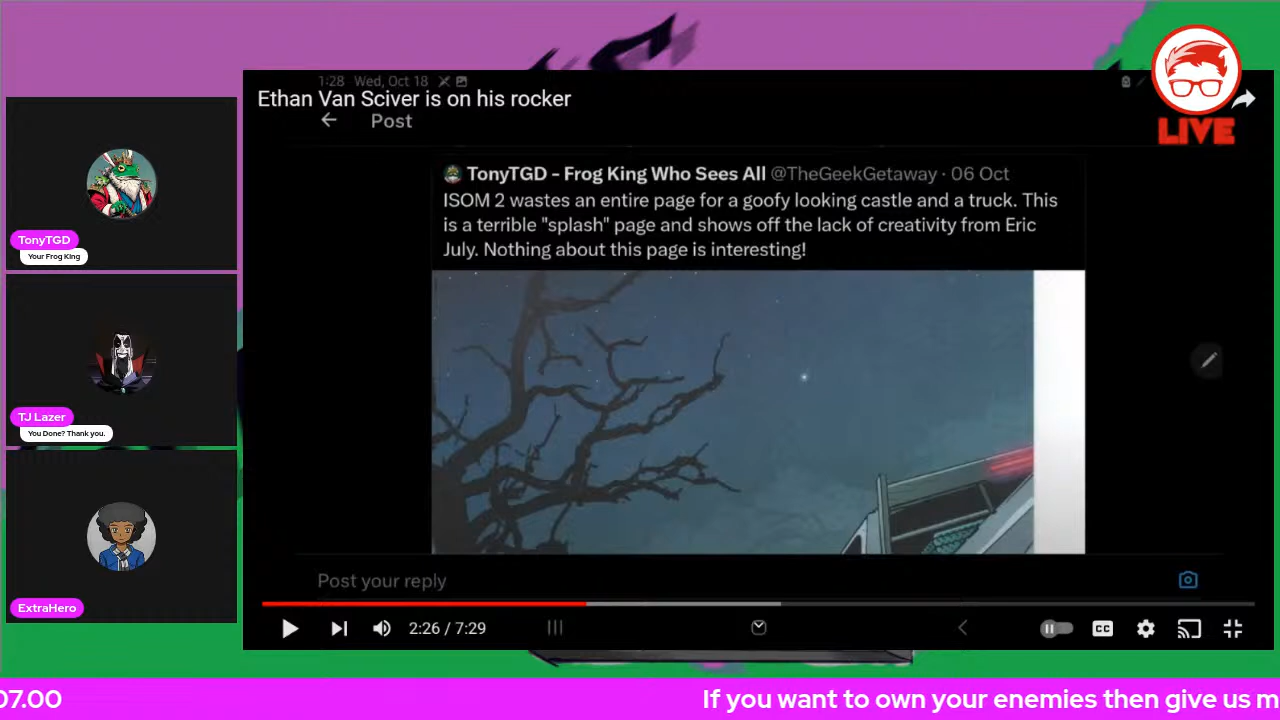 LIVE
1:28 Wed, Oct 18
Ethan Van Sciver is on his rocker
Post
TonyTGD - Frog King Who Sees All @TheGeekGetaway · 06 Oct
ISOM 2 wastes an entire page for a goofy looking castle and a truck. This
is a terrible "splash" page and shows off the lack of creativity from Eric
July. Nothing about this page is interesting!
TonyTGD
Your Frog King
TJ Lazer
You Done? Thank you.
ExtraHero
Post your reply
2:26 / 7:29
CC
07.00
If you want to own your enemies then give us m